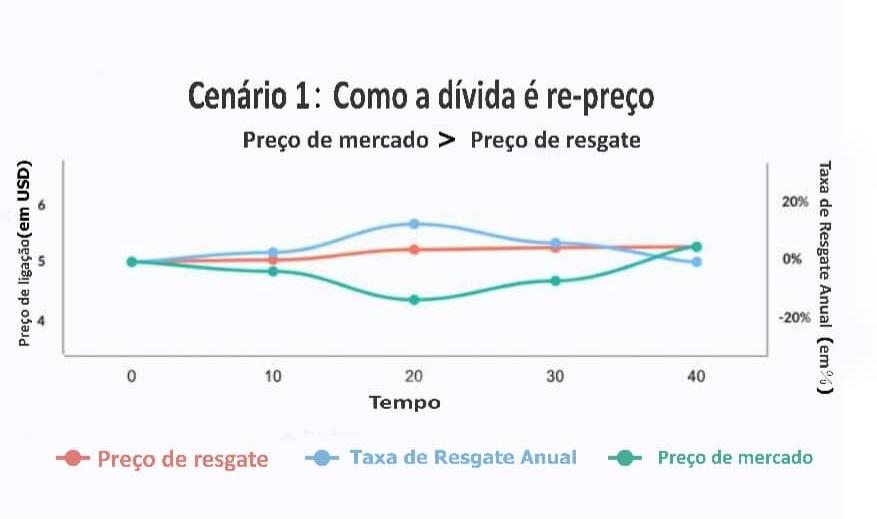 Cenário 1: Como a dívida é re-preço
Preço de mercado > Preço de resgate
Preço de ligação(em USD)
6
5
4
20%
0%
-20%
Taxa de Resgate Anual (em%)
0 10 20 30 40
Tempo
Preço de resgate Taxa de Resgate Anual Preço de mercado